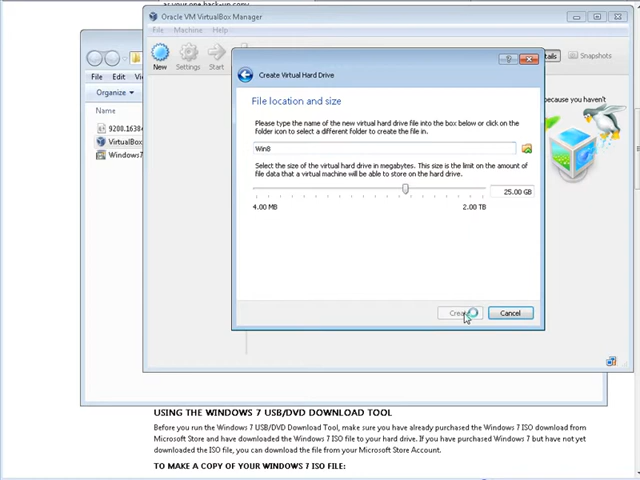 as your one back-up copy.
Oracle VM VirtualBox Manager
File Machine Help
New Settings Start
Snapshots
File Edit
Organize
Name
9200.1638
VirtualBox
Windows7
because you haven't
Create Virtual Hard Drive
File location and size
Please type the name of the new virtual hard drive file into the box below or click on the
folder icon to select a different folder to create the file in.
Win8
Select the size of the virtual hard drive in megabytes. This size is the limit on the amount of
file data that a virtual machine will be able to store on the hard drive.
25.00 GB
4.00 MB 2.00 TB
Cancel
USING THE WINDOWS 7 USB/DVD DOWNLOAD TOOL
Before you run the Windows 7 USB/DVD Download Tool, make sure you have already purchased the Windows 7 ISO download from
Microsoft Store and have downloaded the Windows 7 ISO file to your hard drive. If you have purchased Windows 7 but have not yet
downloaded the ISO file, you can download the file from your Microsoft Store Account.
TO MAKE A COPY OF YOUR WINDOWS 7 ISO FILE: